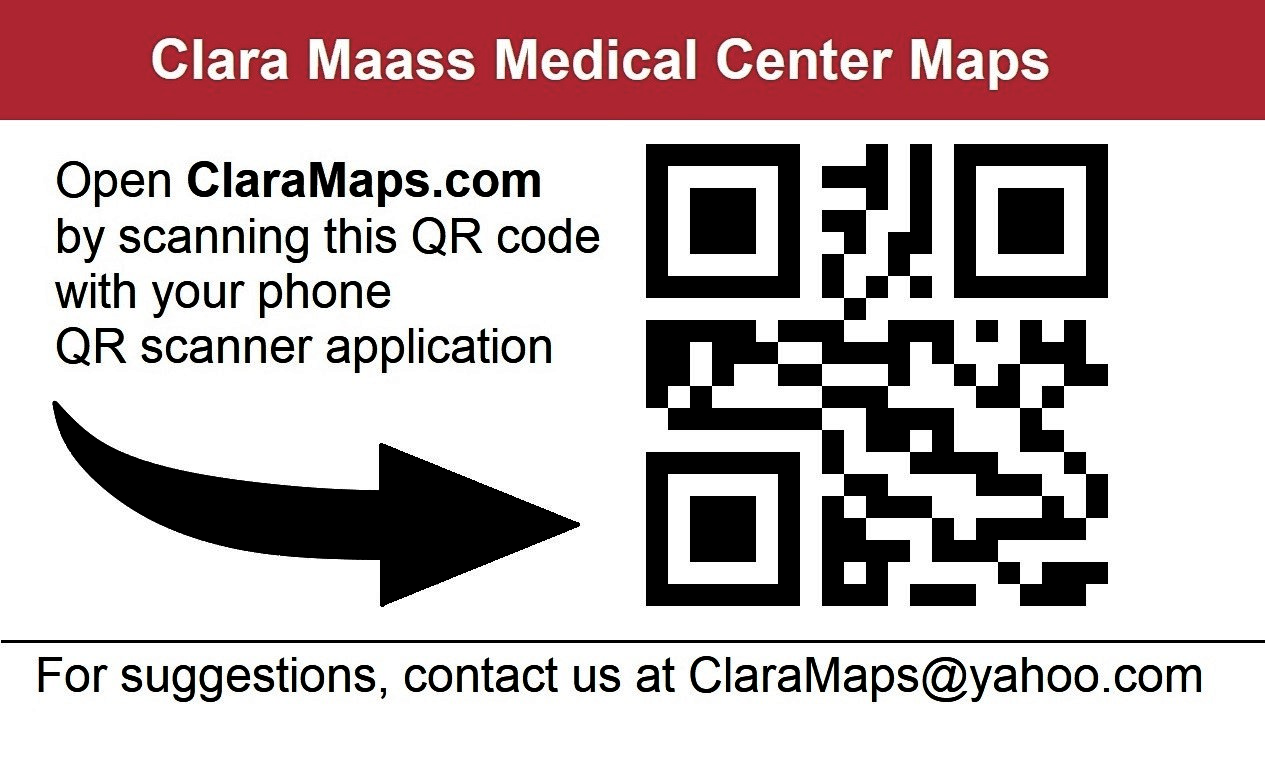 Clara Maass Medical Center Maps
Open ClaraMaps.com
by scanning this QR code
with your phone
QR scanner application
For suggestions, contact us at ClaraMaps@yahoo.com